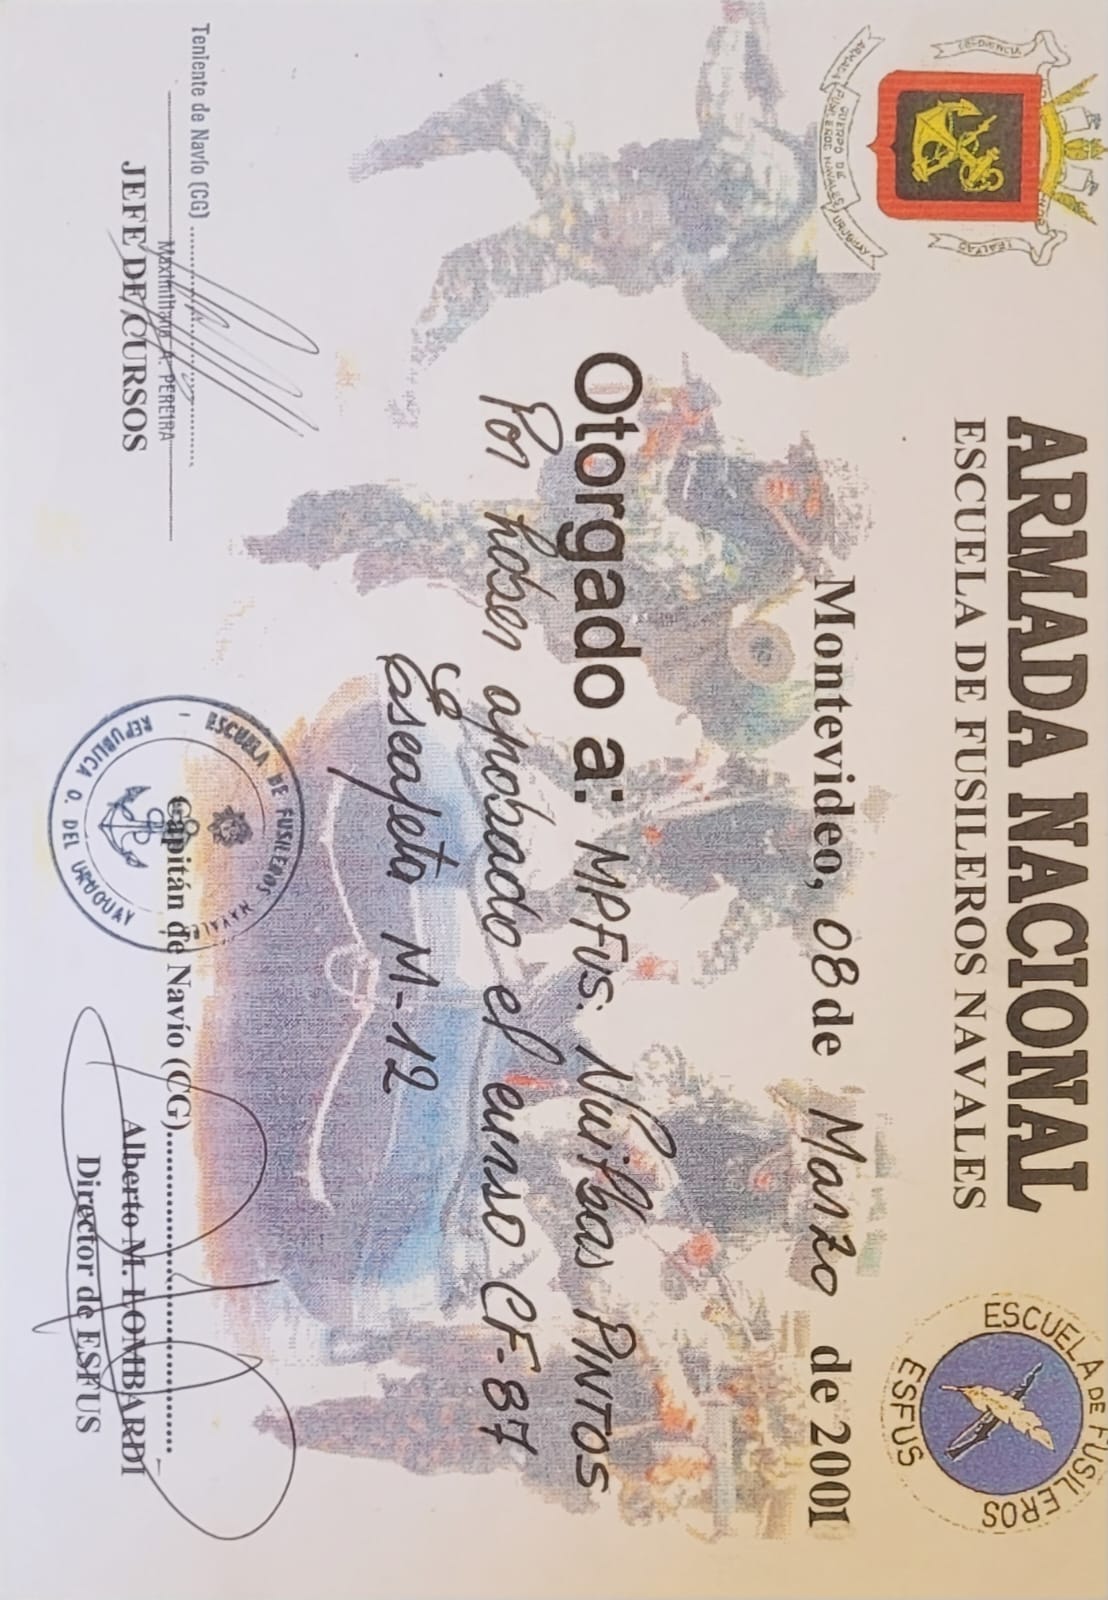 ARMADA NACIONAL
ESCUELA DE FUSILEROS NAVALES
ESCUELA DE FUSILEROS
ESFUS
ARMADA CUERPO DE FUSILEROS NAVALES URUGUAY
Montevideo, 08 de Marzo de 2001
Otorgado a: MPFUS: Nuilbas PINTOS
Por haber aprobado el curso CF-87
Escafeta M-12
Teniente de Navío (CG)
Maximiliano A. PEREIRA
JEFE DE CURSOS
ESCUELA DE FUSILEROS NAVALES
REPUBLICA O. DEL URUGUAY
Capitán de Navío (CG)
Alberto M. LOMBARDI
Director de ESFUS